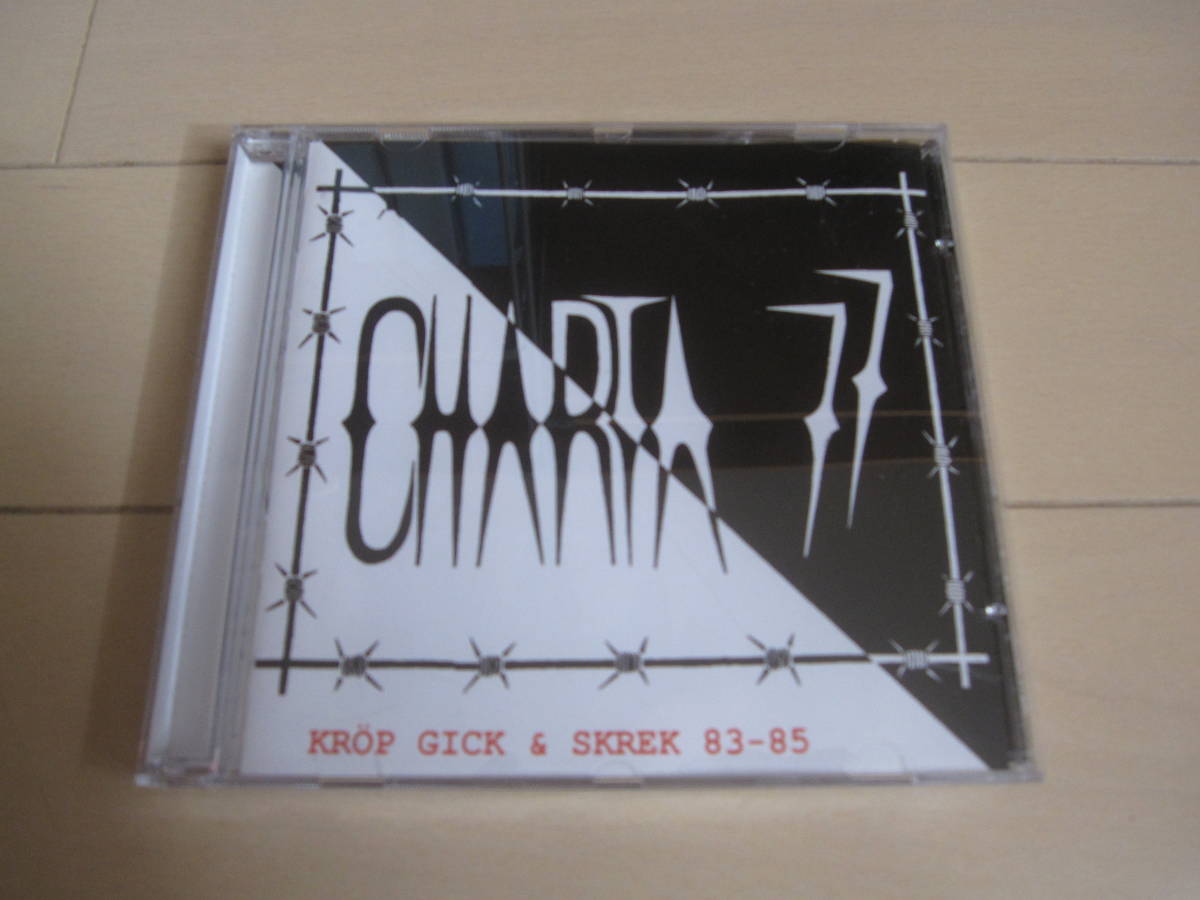 CHARTA 77
KRÖP GICK & SKREK 83-85